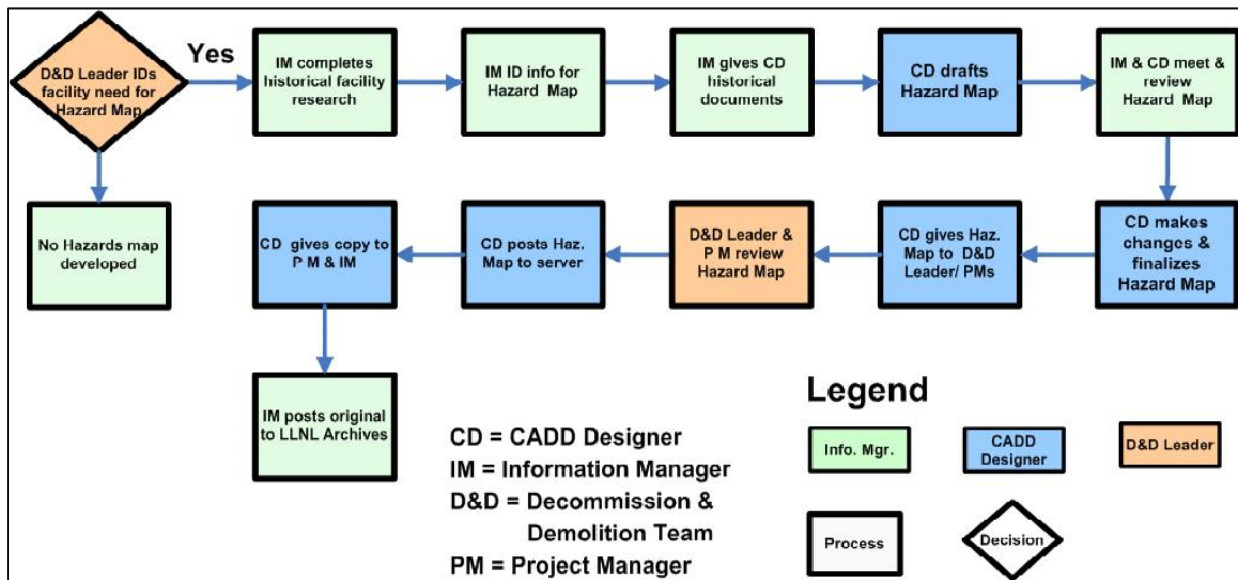 Yes
D&D Leader IDs
facility need for
Hazard Map
IM completes
historical facility
research
IM ID info for
Hazard Map
IM gives CD
historical
documents
CD drafts
Hazard Map
IM & CD meet &
review
Hazard Map
No Hazards map
developed
CD gives copy to
P M & IM
CD posts Haz.
Map to server
D&D Leader &
P M review
Hazard Map
CD gives Haz.
Map to D&D
Leader/ PMs
CD makes
changes &
finalizes
Hazard Map
IM posts original
to LLNL Archives
CD = CADD Designer
IM = Information Manager
D&D = Decommission &
Demolition Team
PM = Project Manager
Legend
Info. Mgr.
CADD
Designer
D&D Leader
Process
Decision